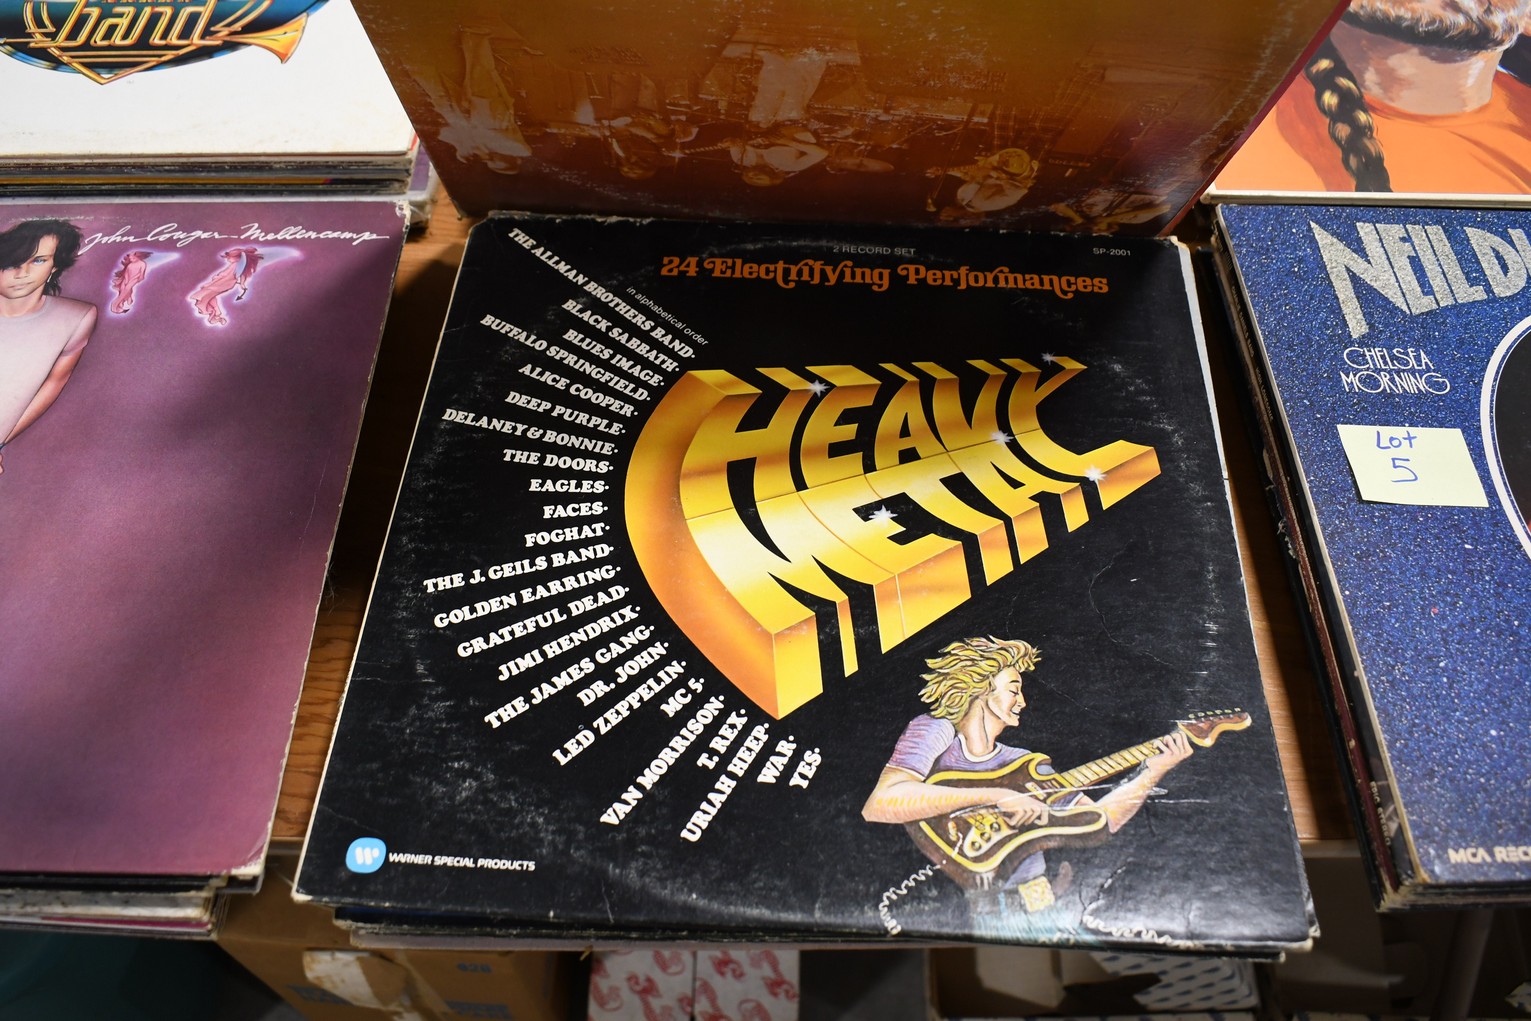 band
John Cougar Mellencamp
2 RECORD SET
SP-2001
24 Electrifying Performances
in alphabetical order
THE ALLMAN BROTHERS BAND·
BLACK SABBATH·
BLUES IMAGE·
BUFFALO SPRINGFIELD·
ALICE COOPER·
DEEP PURPLE·
DELANEY & BONNIE·
THE DOORS·
EAGLES·
FACES·
FOGHAT·
THE J. GEILS BAND·
GOLDEN EARRING·
GRATEFUL DEAD·
JIMI HENDRIX·
THE JAMES GANG·
DR. JOHN·
LED ZEPPELIN·
MC 5·
VAN MORRISON·
T. REX·
URIAH HEEP·
WAR·
YES·
HEAVY
METAL
W
WARNER SPECIAL PRODUCTS
NEIL DI
CHELSEA
MORNING
Lot
5
MCA REC